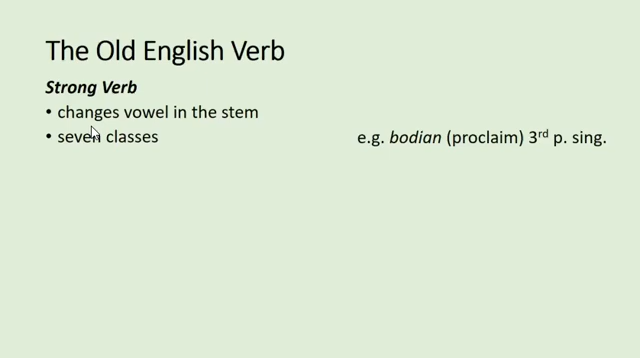 The Old English Verb
Strong Verb
• changes vowel in the stem
• seven classes
e.g. bodian (proclaim) 3rd p. sing.